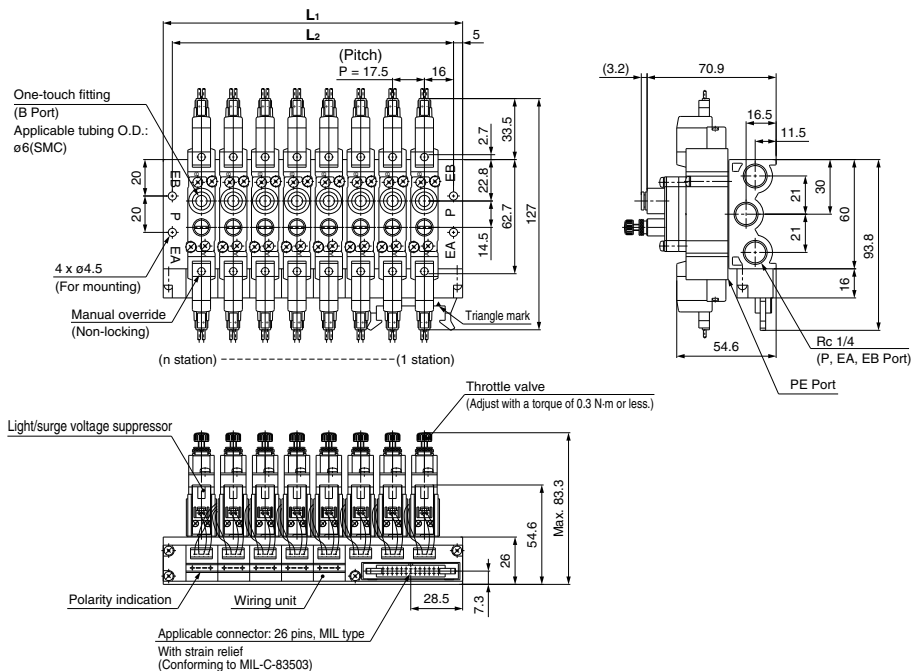 L1
L2
5
(Pitch)
P = 17.5
16
One-touch fitting
(B Port)
Applicable tubing O.D.:
ø6(SMC)
20
20
EB
P
EA
EB
P
EA
2.7
33.5
22.8
14.5
62.7
127
4 x ø4.5
(For mounting)
Manual override
(Non-locking)
Triangle mark
(n station)
(1 station)
(3.2)
70.9
16.5
11.5
21
21
30
60
16
93.8
54.6
Rc 1/4
(P, EA, EB Port)
PE Port
Throttle valve
(Adjust with a torque of 0.3 N·m or less.)
Light/surge voltage suppressor
Max. 83.3
54.6
26
7.3
28.5
Polarity indication
Wiring unit
Applicable connector: 26 pins, MIL type
With strain relief
(Conforming to MIL-C-83503)